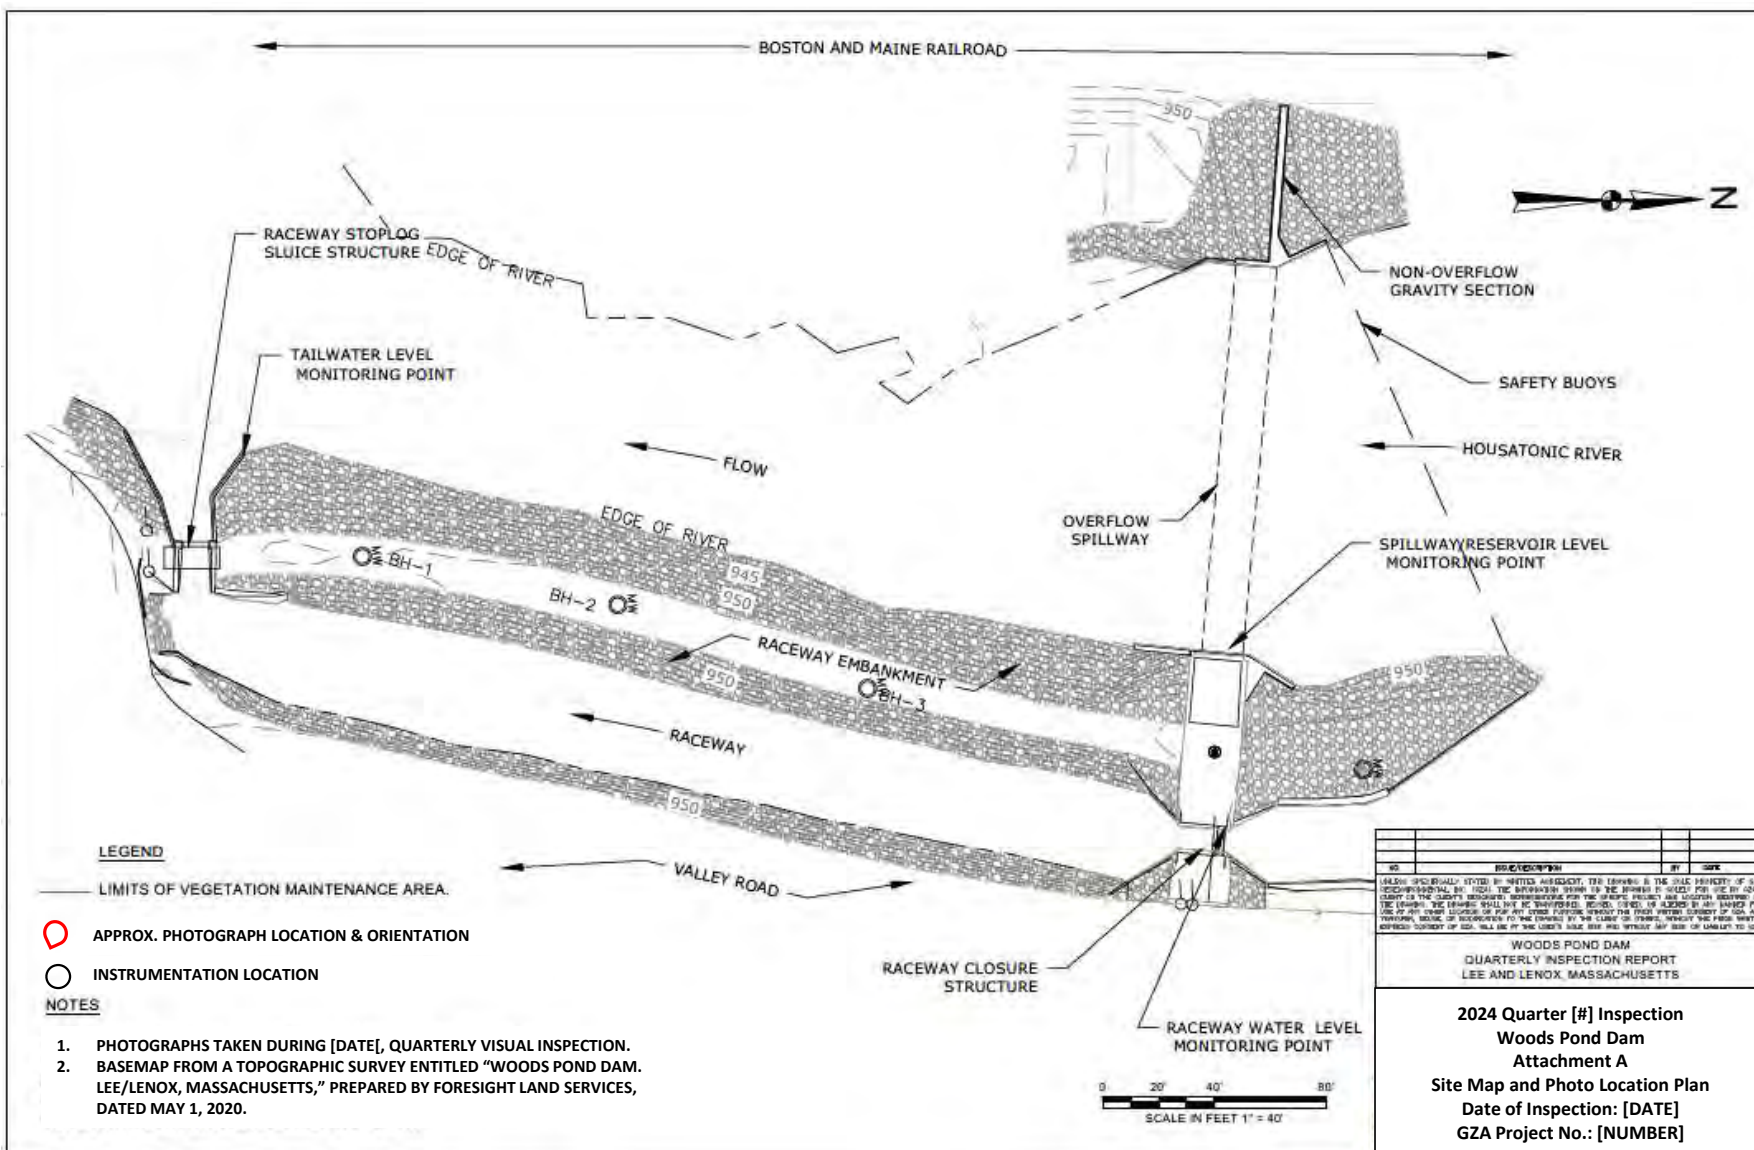 BOSTON AND MAINE RAILROAD
950
N
RACEWAY STOPLOG
SLUICE STRUCTURE
EDGE OF RIVER
NON-OVERFLOW
GRAVITY SECTION
TAILWATER LEVEL
MONITORING POINT
SAFETY BUOYS
HOUSATONIC RIVER
FLOW
EDGE OF RIVER
OVERFLOW
SPILLWAY
SPILLWAY/RESERVOIR LEVEL
MONITORING POINT
BH-1
945
950
BH-2
RACEWAY EMBANKMENT
950
BH-3
950
RACEWAY
950
LEGEND
LIMITS OF VEGETATION MAINTENANCE AREA.
VALLEY ROAD
APPROX. PHOTOGRAPH LOCATION & ORIENTATION
INSTRUMENTATION LOCATION
RACEWAY CLOSURE
STRUCTURE
RACEWAY WATER LEVEL
MONITORING POINT
NOTES
1. PHOTOGRAPHS TAKEN DURING [DATE[, QUARTERLY VISUAL INSPECTION.
2. BASEMAP FROM A TOPOGRAPHIC SURVEY ENTITLED “WOODS POND DAM.
LEE/LENOX, MASSACHUSETTS,” PREPARED BY FORESIGHT LAND SERVICES,
DATED MAY 1, 2020.
0 20' 40' 80'
SCALE IN FEET 1" = 40'
NO. ISSUE/DESCRIPTION BY DATE
WOODS POND DAM
QUARTERLY INSPECTION REPORT
LEE AND LENOX, MASSACHUSETTS
2024 Quarter [#] Inspection
Woods Pond Dam
Attachment A
Site Map and Photo Location Plan
Date of Inspection: [DATE]
GZA Project No.: [NUMBER]